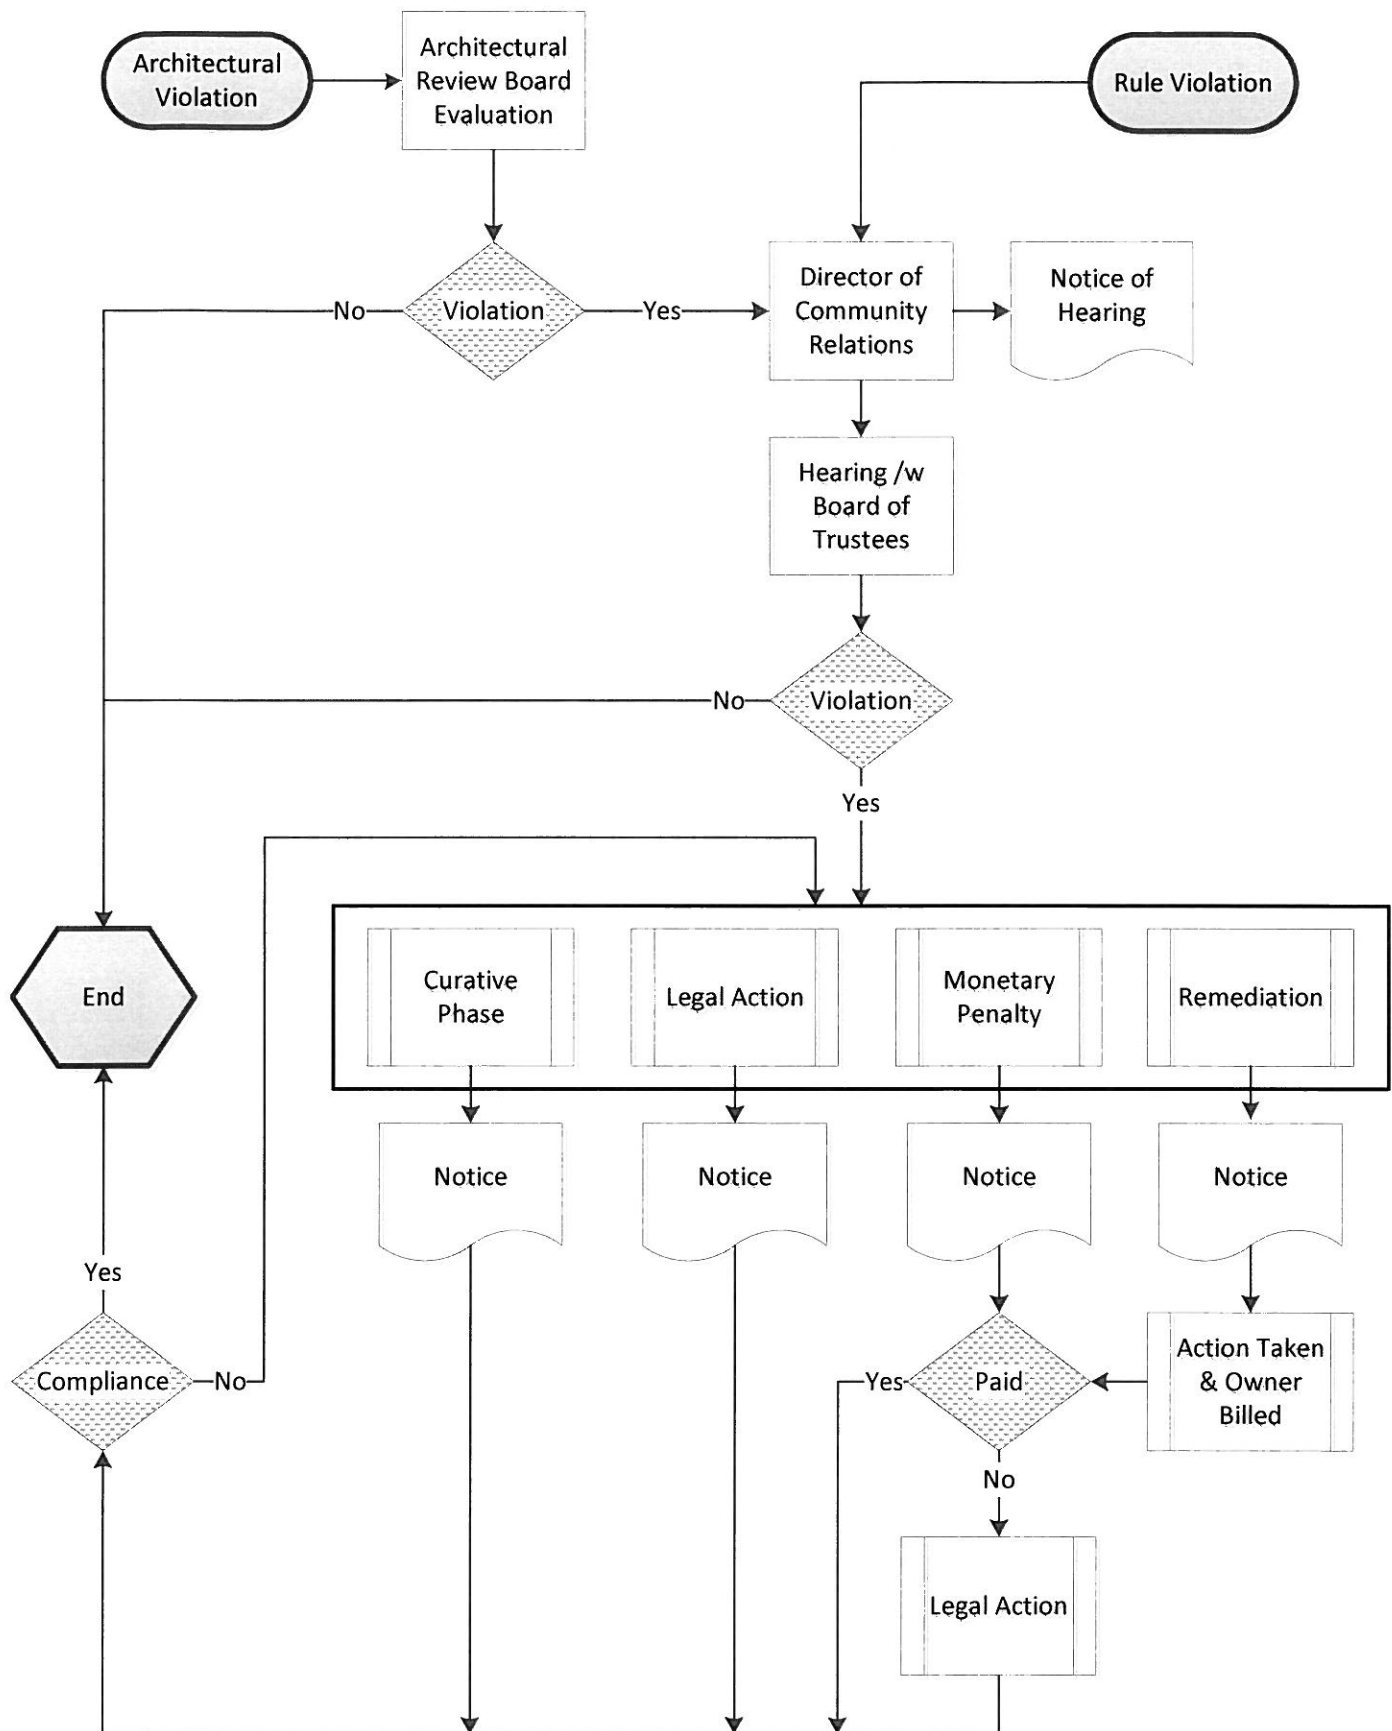 Architectural
Violation
Architectural
Review Board
Evaluation
Rule Violation
No
Violation
Yes
Director of
Community
Relations
Notice of
Hearing
Hearing /w
Board of
Trustees
No
Violation
Yes
End
Curative
Phase
Legal Action
Monetary
Penalty
Remediation
Notice
Notice
Notice
Notice
Yes
Compliance
No
Yes
Paid
Action Taken
& Owner
Billed
No
Legal Action